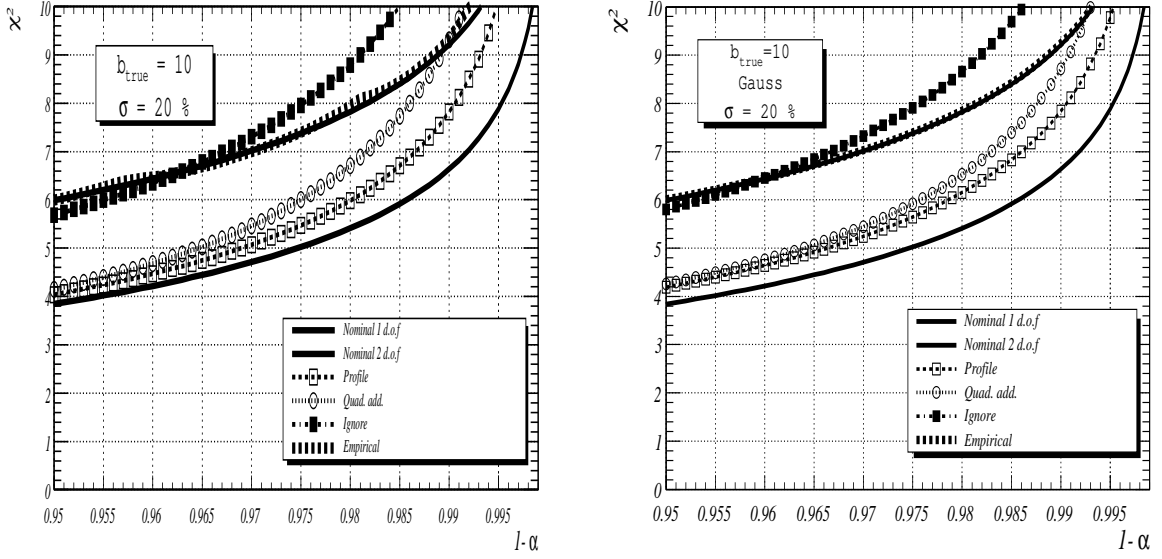 χ²
10
9
8
7
6
5
4
3
2
1
0
b_true = 10
σ = 20 %
Nominal 1 d.o.f
Nominal 2 d.o.f
Profile
Quad. add.
Ignore
Empirical
0.95 0.955 0.96 0.965 0.97 0.975 0.98 0.985 0.99 0.995
1- α
χ²
10
9
8
7
6
5
4
3
2
1
0
b_true =10
Gauss
σ = 20 %
Nominal 1 d.o.f
Nominal 2 d.o.f
Profile
Quad. add.
Ignore
Empirical
0.95 0.955 0.96 0.965 0.97 0.975 0.98 0.985 0.99 0.995
1- α